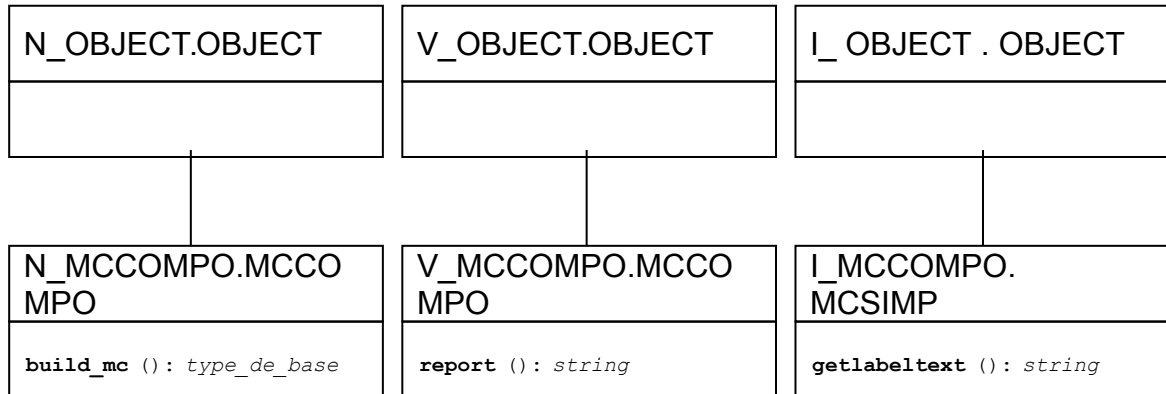 N_OBJECT.OBJECT
V_OBJECT.OBJECT
I_ OBJECT . OBJECT
N_MCCOMPO.MCCO
MPO
V_MCCOMPO.MCCO
MPO
I_MCCOMPO.
MCSIMP
build_mc (): type_de_base
report (): string
getlabeltext (): string